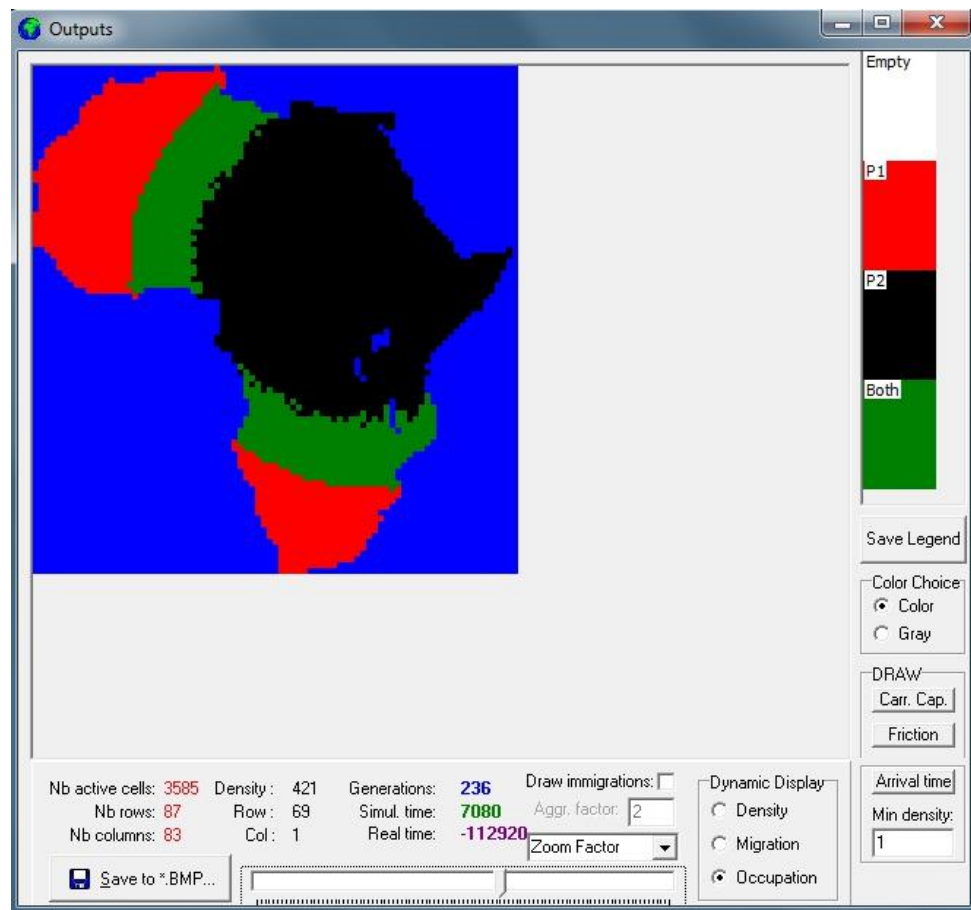 Outputs
Empty
P1
P2
Both
Save Legend
Color Choice
Color
Gray
DRAW
Carr. Cap.
Friction
Nb active cells: 3585 Density: 421 Generations: 236 Draw immigrations:
Nb rows: 87 Row: 69 Simul. time: 7080 Aggr. factor: 2
Nb columns: 83 Col: 1 Real time: -112920
Zoom Factor
Save to *.BMP...
Dynamic Display
Density
Migration
Occupation
Arrival time
Min density:
1